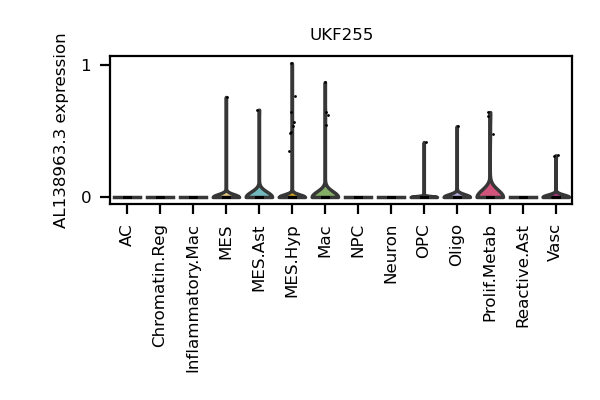 UKF255
AL138963.3 expression
1
0
AC
Chromatin.Reg
Inflammatory.Mac
MES
MES.Ast
MES.Hyp
Mac
NPC
Neuron
OPC
Oligo
Prolif.Metab
Reactive.Ast
Vasc